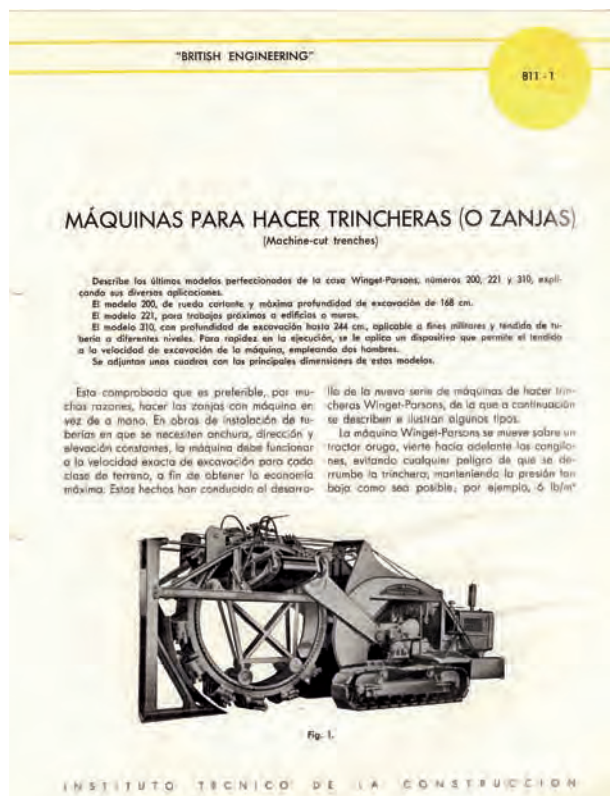 "BRITISH ENGINEERING"
B11 - 1
MÁQUINAS PARA HACER TRINCHERAS (O ZANJAS)
(Machine-cut trenches)
Describe los últimos modelos perfeccionados de la casa Winget-Parsons, números 200, 221 y 310, expli-
cando sus diversas aplicaciones.
El modelo 200, de rueda cortante y máxima profundidad de excavación de 168 cm.
El modelo 221, para trabajos próximos a edificios o muros.
El modelo 310, con profundidad de excavación hasta 244 cm, aplicable a fines militares y tendido de tu-
bería a diferentes niveles. Para rapidez en la ejecución, se le aplica un dispositivo que permite el tendido
a la velocidad de excavación de la máquina, empleando dos hombres.
Se adjuntan unos cuadros con las principales dimensiones de estos modelos.
Esta comprobado que es preferible, por mu-
chas razones, hacer las zanjas con máquina en
vez de a mano. En obras de instalación de tu-
berías en que se necesiten anchura, dirección y
elevación constantes, la máquina debe funcionar
a la velocidad exacta de excavación para cada
clase de terreno, a fin de obtener la economía
máxima. Estos hechos han conducido al desarro-
llo de la nueva serie de máquinas de hacer trin-
cheras Winget-Parsons, de la que a continuación
se describen e ilustran algunos tipos.
La máquina Winget-Parsons se mueve sobre un
tractor oruga, vierte hacia adelante los cangilo-
nes, evitando cualquier peligro de que se de-
rrumbe la trinchera, manteniendo la presión tan
baja como sea posible, por ejemplo, 6 lb/m²
Fig. 1.
INSTITUTO TECNICO DE LA CONSTRUCCION